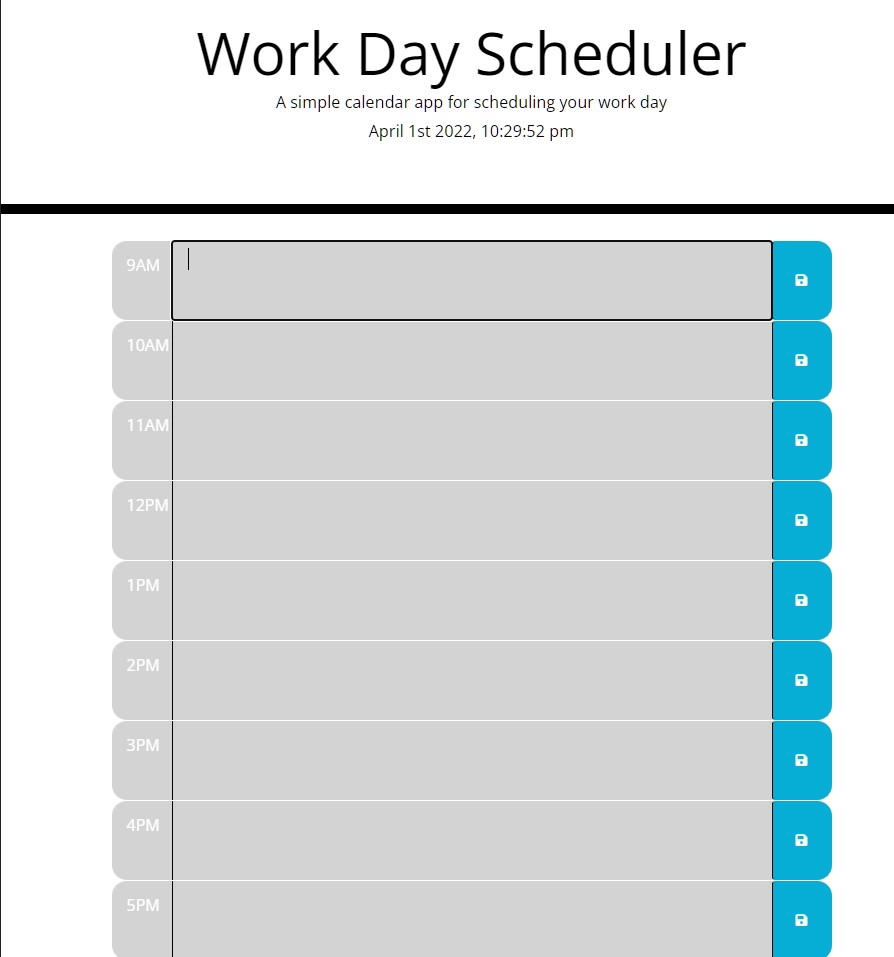 Work Day Scheduler
A simple calendar app for scheduling your work day
April 1st 2022, 10:29:52 pm
9AM
10AM
11AM
12PM
1PM
2PM
3PM
4PM
5PM